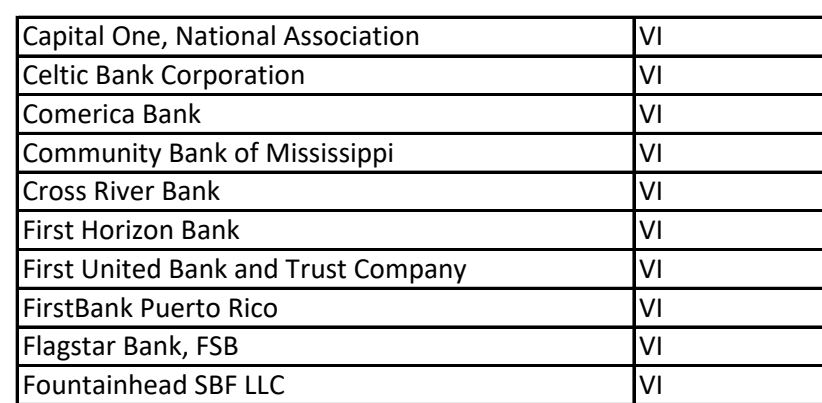 Capital One, National Association VI
Celtic Bank Corporation VI
Comerica Bank VI
Community Bank of Mississippi VI
Cross River Bank VI
First Horizon Bank VI
First United Bank and Trust Company VI
FirstBank Puerto Rico VI
Flagstar Bank, FSB VI
Fountainhead SBF LLC VI